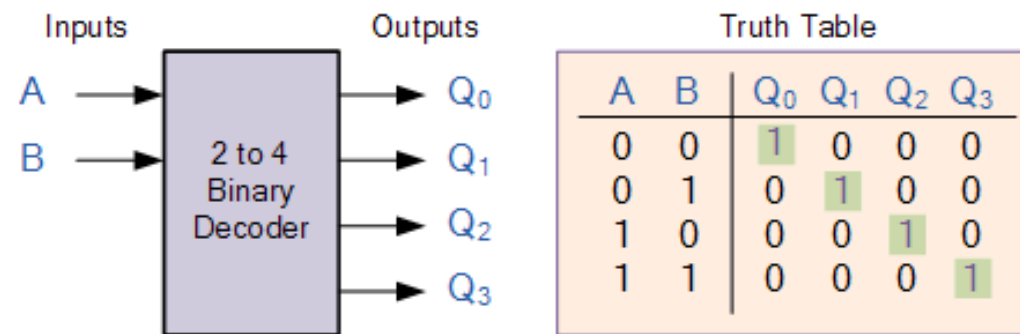 Inputs Outputs Truth Table
A Q₀ A B Q₀ Q₁ Q₂ Q₃
0 0 1 0 0 0
B 2 to 4 Q₁ 0 1 0 1 0 0
Binary
Decoder Q₂ 1 0 0 0 1 0
Q₃ 1 1 0 0 0 1